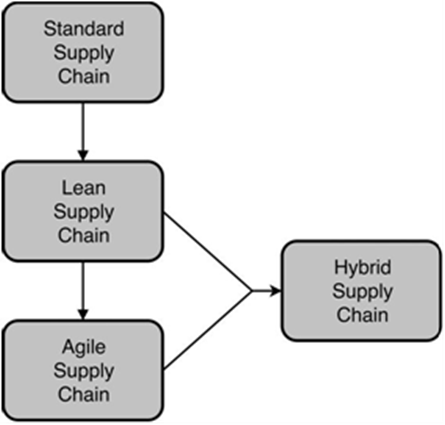 Standard
Supply
Chain
Lean
Supply
Chain
Hybrid
Supply
Chain
Agile
Supply
Chain